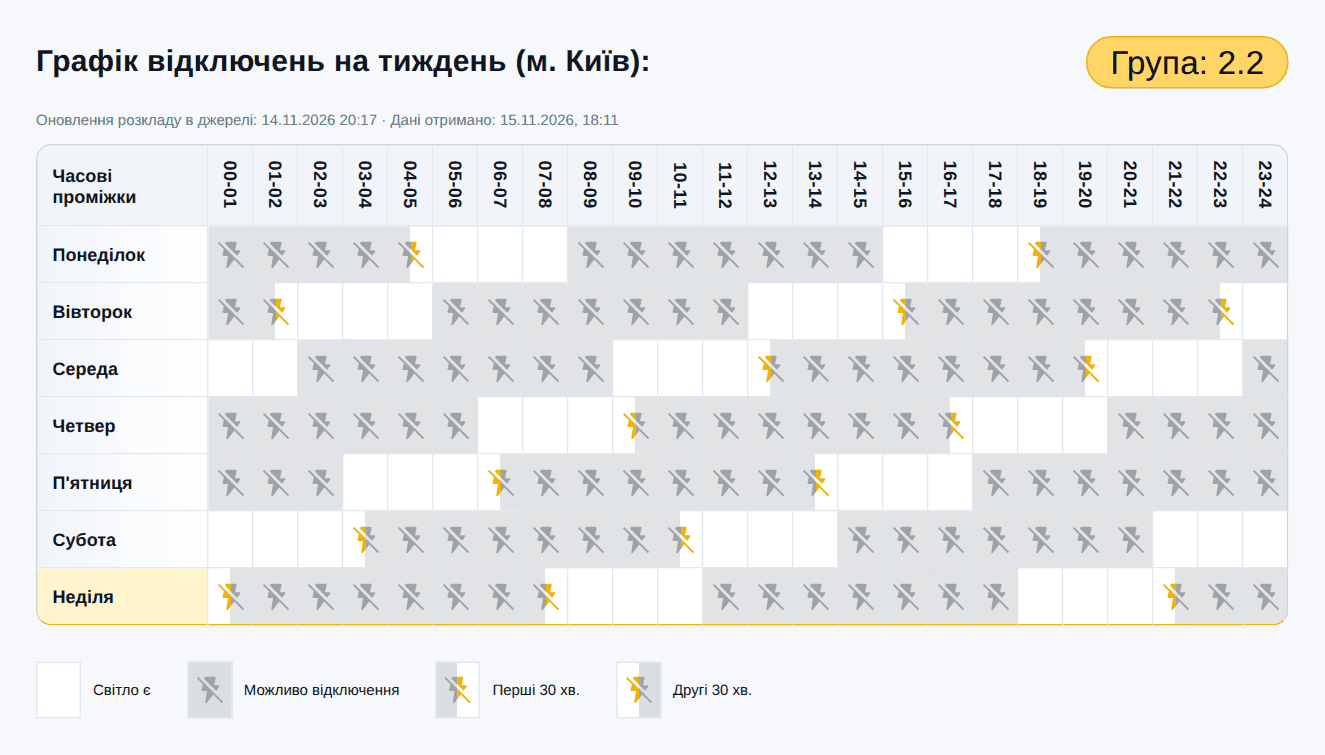 Графік відключень на тиждень (м. Київ):
Група: 2.2
Оновлення розкладу в джерелі: 14.11.2026 20:17 · Дані отримано: 15.11.2026, 18:11
Часові
проміжки
00-01
01-02
02-03
03-04
04-05
05-06
06-07
07-08
08-09
09-10
10-11
11-12
12-13
13-14
14-15
15-16
16-17
17-18
18-19
19-20
20-21
21-22
22-23
23-24
Понеділок
Вівторок
Середа
Четвер
П'ятниця
Субота
Неділя
Світло є
Можливо відключення
Перші 30 хв.
Другі 30 хв.